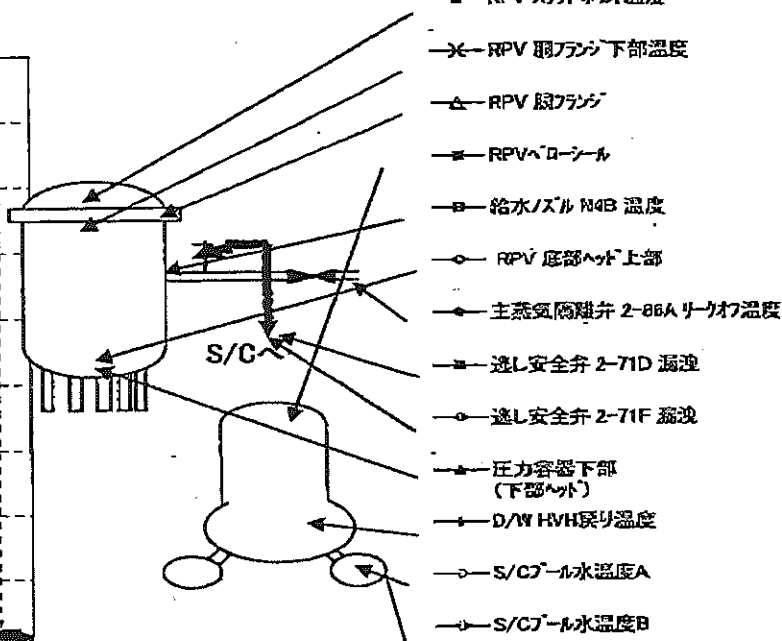 RPV 胴フランジ下部温度
RPV 胴フランジ
RPVベローシール
給水ノズル N4B 温度
RPV 底部ヘッド上部
主蒸気隔離弁 2-86A リークオフ温度
S/Cへ
逃し安全弁 2-71D 漏洩
逃し安全弁 2-71F 漏洩
圧力容器下部
(下部ヘッド)
D/W HVH戻り温度
S/Cプール水温度A
S/Cプール水温度B